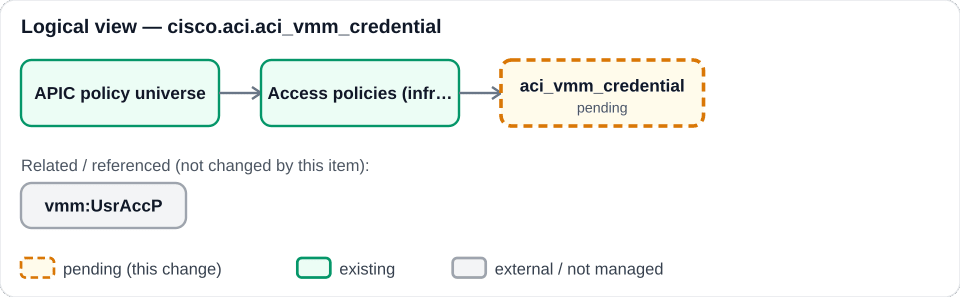 Logical view — cisco.aci.aci_vmm_credential
APIC policy universe
Access policies (infr…
aci_vmm_credential
pending
Related / referenced (not changed by this item):
vmm:UsrAccP
pending (this change)
existing
external / not managed